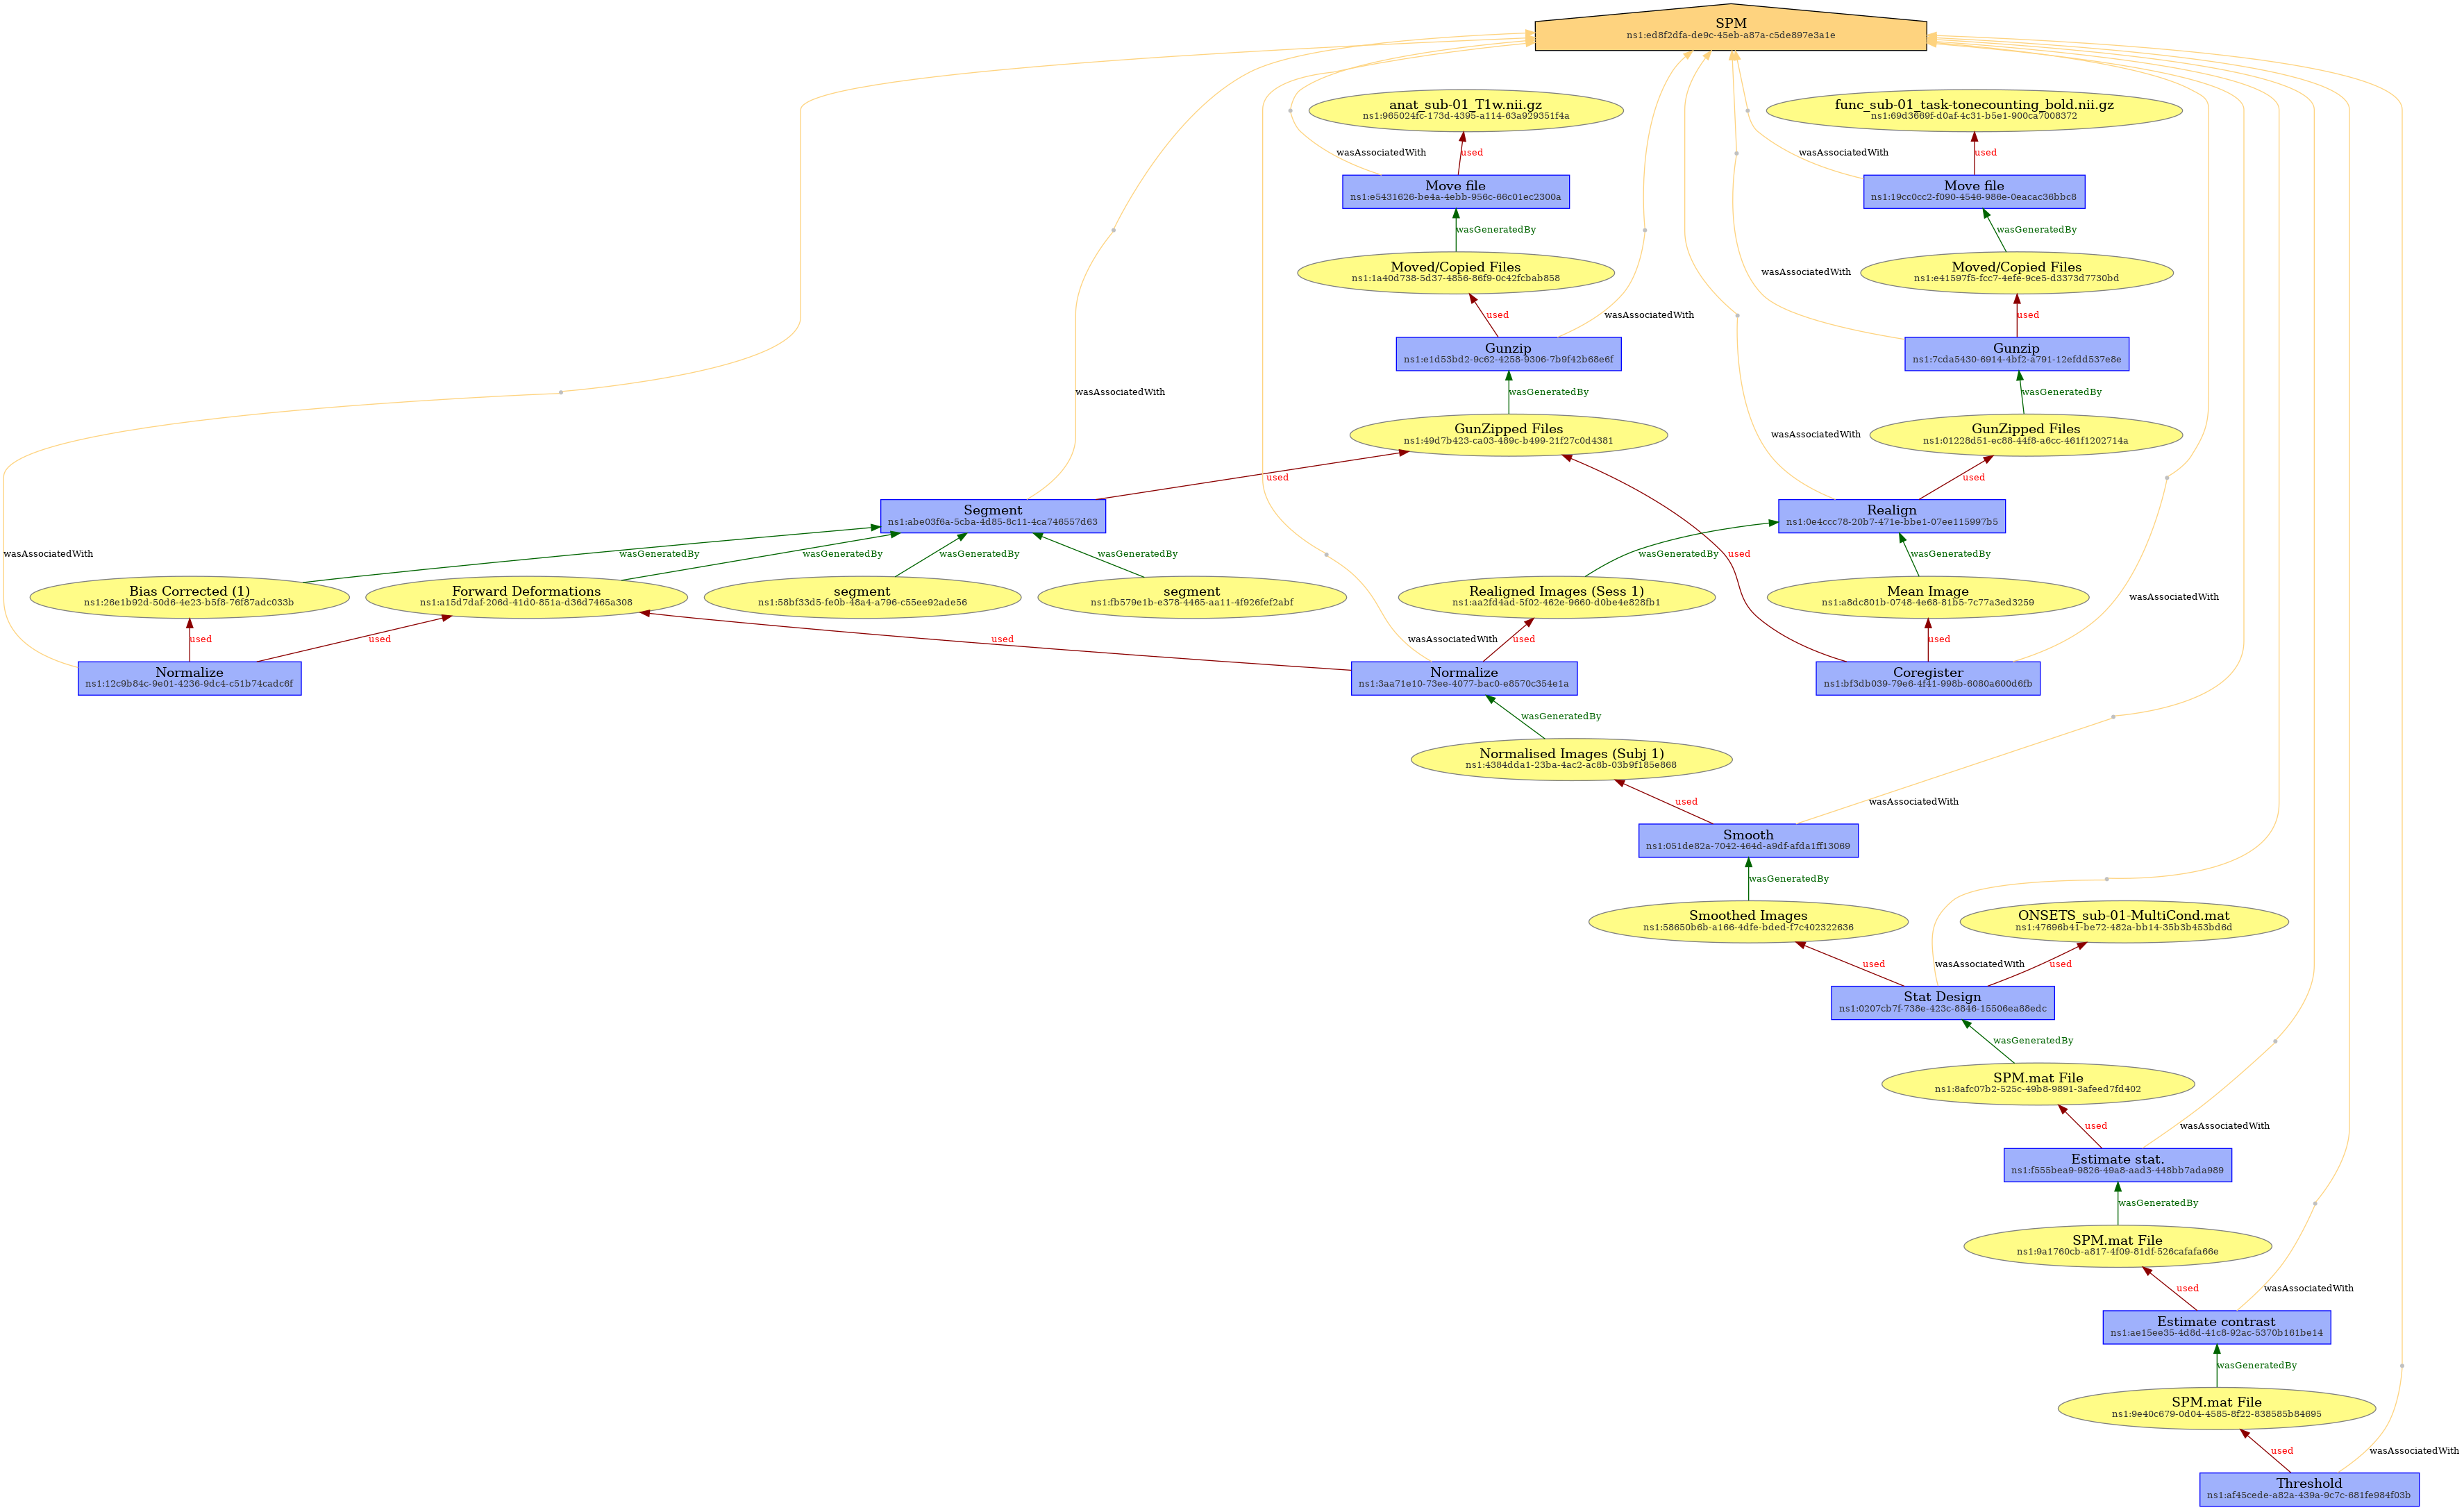 SPM
ns1:ed8f2dfa-de9c-45eb-a87a-c5de897e3a1e
anat_sub-01_T1w.nii.gz
ns1:965024fc-173d-4395-a114-63a929351f4a
func_sub-01_task-tonecounting_bold.nii.gz
ns1:69d3669f-d0af-4c31-b5e1-900ca7008372
wasAssociatedWith
used
wasAssociatedWith
used
Move file
ns1:e5431626-be4a-4ebb-956c-66c01ec2300a
Move file
ns1:19cc0cc2-f090-4546-986e-0eacac36bbc8
wasGeneratedBy
wasGeneratedBy
Moved/Copied Files
ns1:1a40d738-5d37-4856-86f9-0c42fcbab858
wasAssociatedWith
Moved/Copied Files
ns1:e41597f5-fcc7-4efe-9ce5-d3373d7730bd
used
wasAssociatedWith
used
Gunzip
ns1:e1d53bd2-9c62-4258-9306-7b9f42b68e6f
Gunzip
ns1:7cda5430-6914-4bf2-a791-12efdd537e8e
wasAssociatedWith
wasGeneratedBy
wasGeneratedBy
GunZipped Files
ns1:49d7b423-ca03-489c-b499-21f27c0d4381
wasAssociatedWith
GunZipped Files
ns1:01228d51-ec88-44f8-a6cc-461f1202714a
used
used
Segment
ns1:abe03f6a-5cba-4d85-8c11-4ca746557d63
Realign
ns1:0e4ccc78-20b7-471e-bbe1-07ee115997b5
wasAssociatedWith
wasGeneratedBy
wasGeneratedBy
wasGeneratedBy
wasGeneratedBy
wasGeneratedBy
used
wasGeneratedBy
Bias Corrected (1)
ns1:26e1b92d-50d6-4e23-b5f8-76f87adc033b
Forward Deformations
ns1:a15d7daf-206d-41d0-851a-d36d7465a308
segment
ns1:58bf33d5-fe0b-48a4-a796-c55ee92ade56
segment
ns1:fb579e1b-e378-4465-aa11-4f926fef2abf
Realigned Images (Sess 1)
ns1:aa2fd4ad-5f02-462e-9660-d0be4e828fb1
Mean Image
ns1:a8dc801b-0748-4e68-81b5-7c77a3ed3259
wasAssociatedWith
used
used
used
wasAssociatedWith
used
used
Normalize
ns1:12c9b84c-9e01-4236-9dc4-c51b74cadc6f
Normalize
ns1:3aa71e10-73ee-4077-bac0-e8570c354e1a
Coregister
ns1:bf3db039-79e6-4f41-998b-6080a600d6fb
wasGeneratedBy
Normalised Images (Subj 1)
ns1:4384dda1-23ba-4ac2-ac8b-03b9f185e868
used
wasAssociatedWith
Smooth
ns1:051de82a-7042-464d-a9df-afda1ff13069
wasGeneratedBy
Smoothed Images
ns1:58650b6b-a166-4dfe-bded-f7c402322636
ONSETS_sub-01-MultiCond.mat
ns1:47696b41-be72-482a-bb14-35b3b453bd6d
used
wasAssociatedWith
used
Stat Design
ns1:0207cb7f-738e-423c-8846-15506ea88edc
wasGeneratedBy
SPM.mat File
ns1:8afc07b2-525c-49b8-9891-3afeed7fd402
used
wasAssociatedWith
Estimate stat.
ns1:f555bea9-9826-49a8-aad3-448bb7ada989
wasGeneratedBy
SPM.mat File
ns1:9a1760cb-a817-4f09-81df-526cafafa66e
used
wasAssociatedWith
Estimate contrast
ns1:ae15ee35-4d8d-41c8-92ac-5370b161be14
wasGeneratedBy
SPM.mat File
ns1:9e40c679-0d04-4585-8f22-838585b84695
used
wasAssociatedWith
Threshold
ns1:af45cede-a82a-439a-9c7c-681fe984f03b